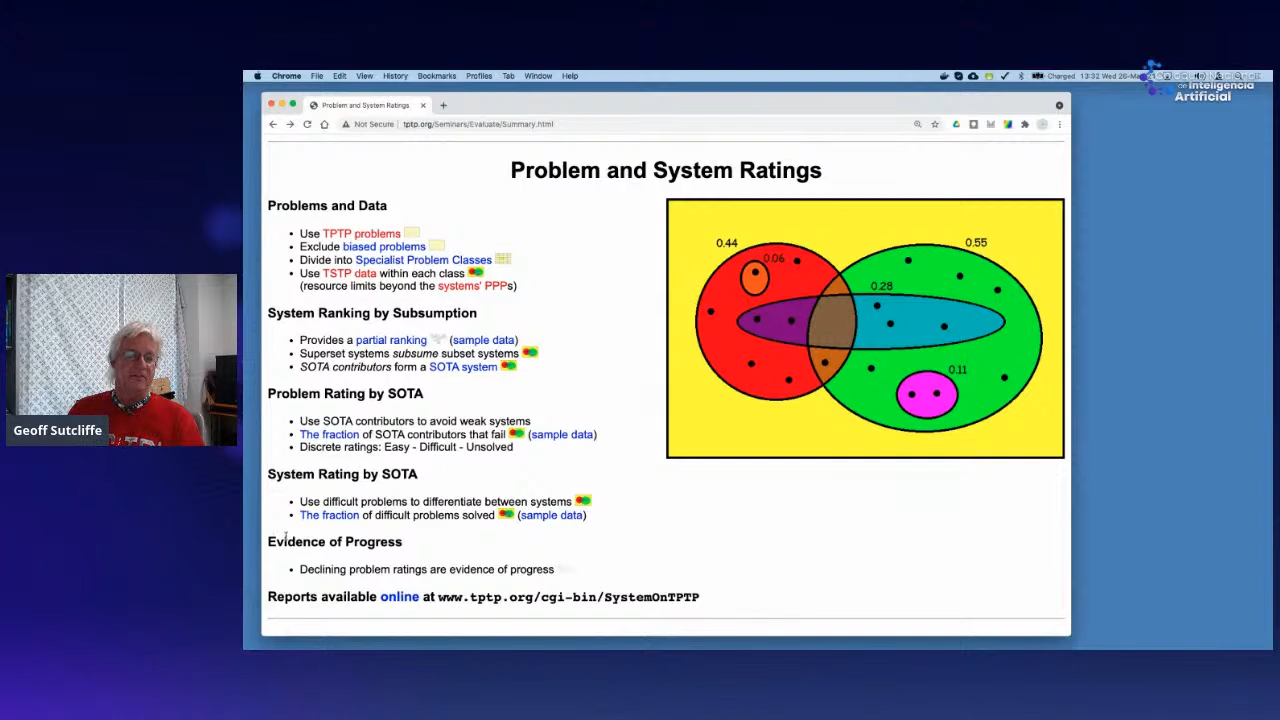 Chrome File Edit View History Bookmarks Profiles Tab Window Help
Charged 13:32 Wed 26-Ma
de Inteligencia
Artificial
Problem and System Ratings
Not Secure tptp.org/Seminars/Evaluate/Summary.html
Problem and System Ratings
Problems and Data
• Use TPTP problems
• Exclude biased problems
• Divide into Specialist Problem Classes
• Use TSTP data within each class
(resource limits beyond the systems' PPPs)
System Ranking by Subsumption
• Provides a partial ranking (sample data)
• Superset systems subsume subset systems
• SOTA contributors form a SOTA system
Problem Rating by SOTA
• Use SOTA contributors to avoid weak systems
• The fraction of SOTA contributors that fail (sample data)
• Discrete ratings: Easy - Difficult - Unsolved
System Rating by SOTA
• Use difficult problems to differentiate between systems
• The fraction of difficult problems solved (sample data)
Evidence of Progress
• Declining problem ratings are evidence of progress
Reports available online at www.tptp.org/cgi-bin/SystemOnTPTP
0.44
0.55
0.06
0.28
0.11
Geoff Sutcliffe